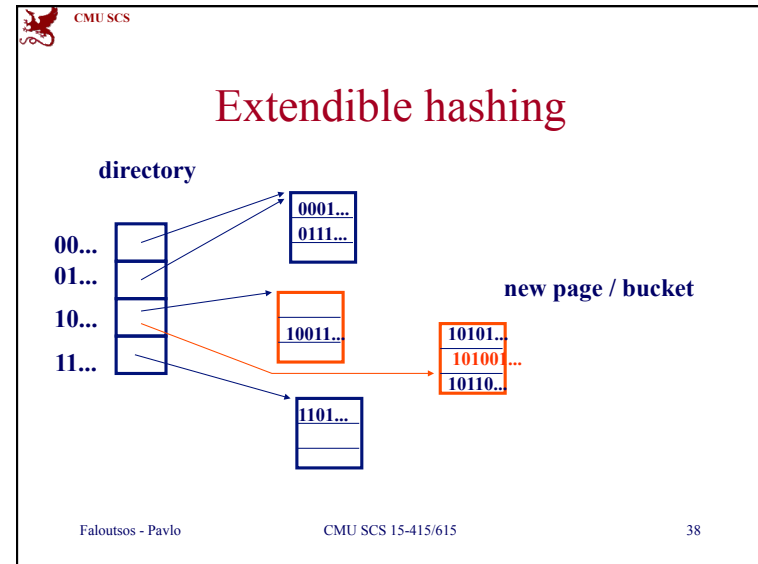 CMU SCS
Extendible hashing
directory
00...
01...
10...
11...
0001...
0111...
10011...
1101...
new page / bucket
10101...
101001...
10110...
Faloutsos - Pavlo
CMU SCS 15-415/615
38